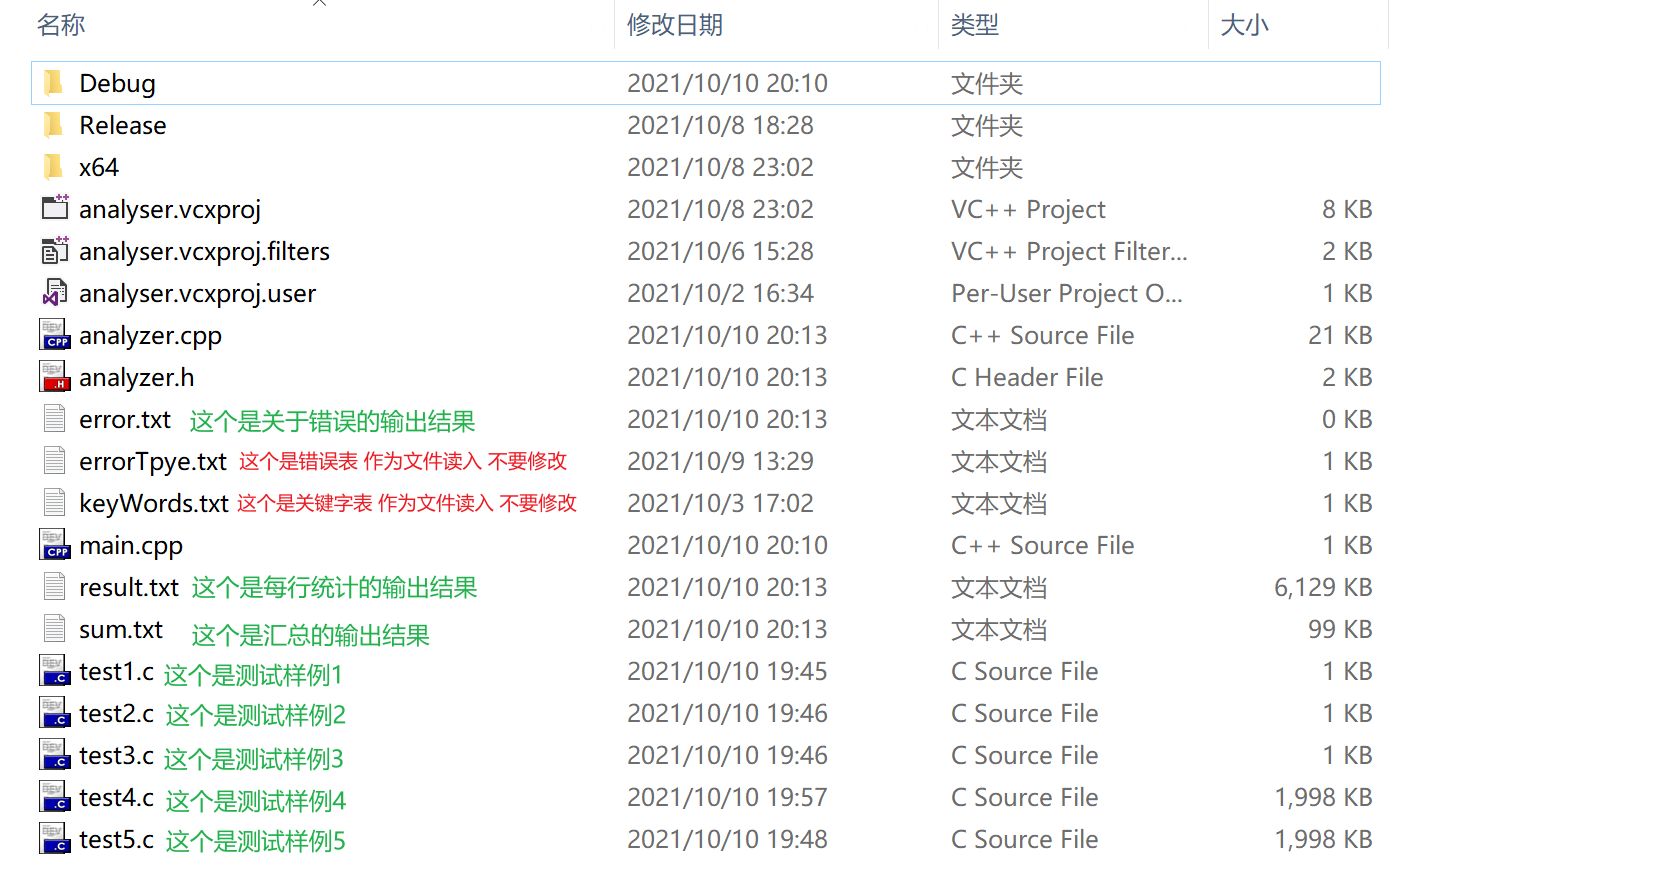 名称 修改日期 类型 大小
Debug 2021/10/10 20:10 文件夹
Release 2021/10/8 18:28 文件夹
x64 2021/10/8 23:02 文件夹
analyser.vcxproj 2021/10/8 23:02 VC++ Project 8 KB
analyser.vcxproj.filters 2021/10/6 15:28 VC++ Project Filter... 2 KB
analyser.vcxproj.user 2021/10/2 16:34 Per-User Project O... 1 KB
analyzer.cpp 2021/10/10 20:13 C++ Source File 21 KB
analyzer.h 2021/10/10 20:13 C Header File 2 KB
error.txt 这个是关于错误的输出结果 2021/10/10 20:13 文本文档 0 KB
errorTpye.txt 这个是错误表 作为文件读入 不要修改 2021/10/9 13:29 文本文档 1 KB
keyWords.txt 这个是关键字表 作为文件读入 不要修改 2021/10/3 17:02 文本文档 1 KB
main.cpp 2021/10/10 20:10 C++ Source File 1 KB
result.txt 这个是每行统计的输出结果 2021/10/10 20:13 文本文档 6,129 KB
sum.txt 这个是汇总的输出结果 2021/10/10 20:13 文本文档 99 KB
test1.c 这个是测试样例1 2021/10/10 19:45 C Source File 1 KB
test2.c 这个是测试样例2 2021/10/10 19:46 C Source File 1 KB
test3.c 这个是测试样例3 2021/10/10 19:46 C Source File 1 KB
test4.c 这个是测试样例4 2021/10/10 19:57 C Source File 1,998 KB
test5.c 这个是测试样例5 2021/10/10 19:48 C Source File 1,998 KB